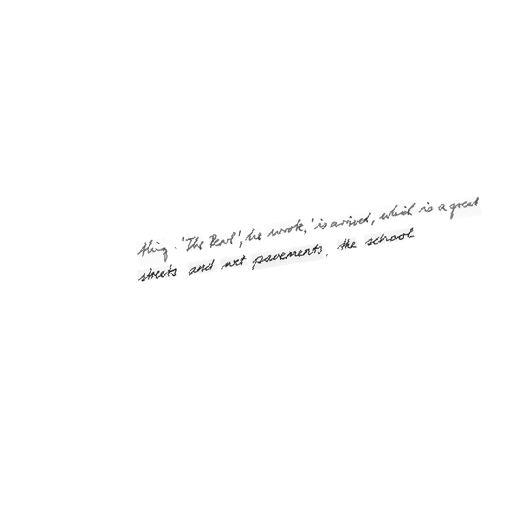 thing. 'The Pearl', he wrote, 'is arrived, which is a great
streets and wet pavements, the school